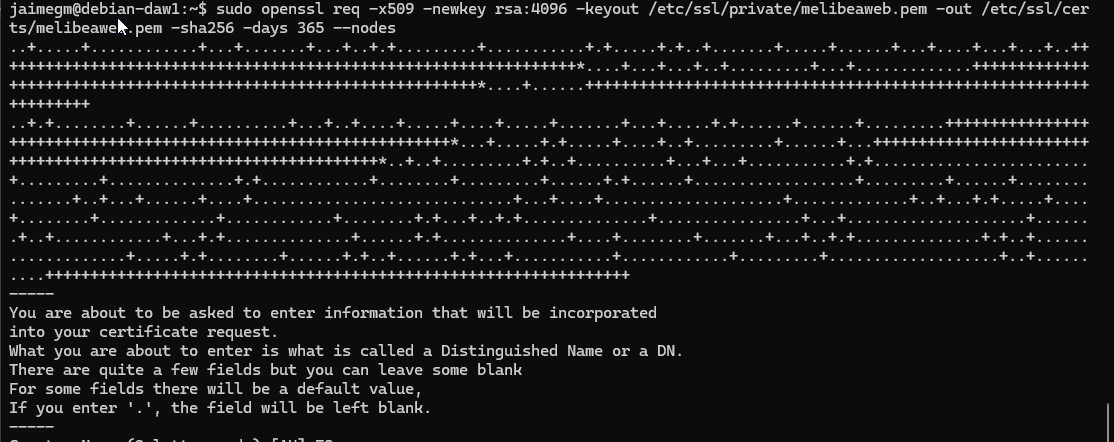 jaimegm@debian-daw1:~$ sudo openssl req -x509 -newkey rsa:4096 -keyout /etc/ssl/private/melibeaweb.pem -out /etc/ssl/cer
ts/melibeaweb.pem -sha256 -days 365 --nodes
..+.....+............+...+.......+...+..+.+.........+...........+.+.....+.+..+......+.....+......+....+...+....+...+..++
+++++++++++++++++++++++++++++++++++++++++++++++++++++++++++++++*....+...+...+..+.........+...+.............+++++++++++++
++++++++++++++++++++++++++++++++++++++++++++++++++++*....+......++++++++++++++++++++++++++++++++++++++++++++++++++++++++
+++++++++
..+.+........+......+..........+...+..+....+.....+....+.....+.......+...+.....+.+......+......+.........++++++++++++++++
+++++++++++++++++++++++++++++++++++++++++++++++++*...+.....+.+.....+....+..+.........+......+...++++++++++++++++++++++++
+++++++++++++++++++++++++++++++++++++++++*..+..+.........+.+..+..........+...+...+...........+.+........................
+.........+..............+.+............+........+.........+......+.+......+..................+.........+......+........
.......+..+...+......+....+.............................+....+....................+.............+..+...+...+.+.....+....
+........+.............+............+........+.+...+..+.+..............+................+...+....................+......
.+..+............+...+.+..............+......+.+..............+....+........+.......+...+..+.+..............+.+..+......
.............+.....+.+........+......+.+..+......+.+...+...........+............+.........+...................+..+......
....+++++++++++++++++++++++++++++++++++++++++++++++++++++++++++++++++
-----
You are about to be asked to enter information that will be incorporated
into your certificate request.
What you are about to enter is what is called a Distinguished Name or a DN.
There are quite a few fields but you can leave some blank
For some fields there will be a default value,
If you enter '.', the field will be left blank.
-----